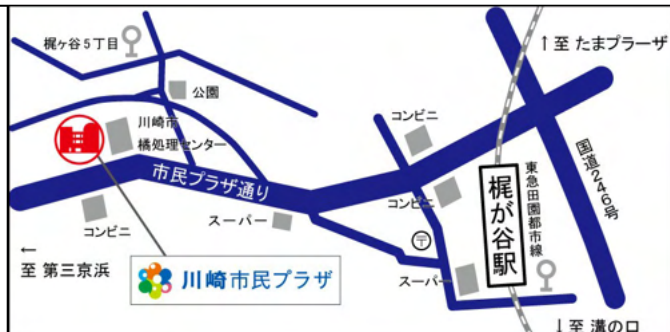 梶ヶ谷5丁目
公園
川崎市
橘処理センター
市民プラザ通り
コンビニ
スーパー
←
至 第三京浜
川崎市民プラザ
コンビニ
コンビニ
〒
スーパー
梶が谷駅
東急田園都市線
国道246号
↑至 たまプラーザ
↓至 溝の口